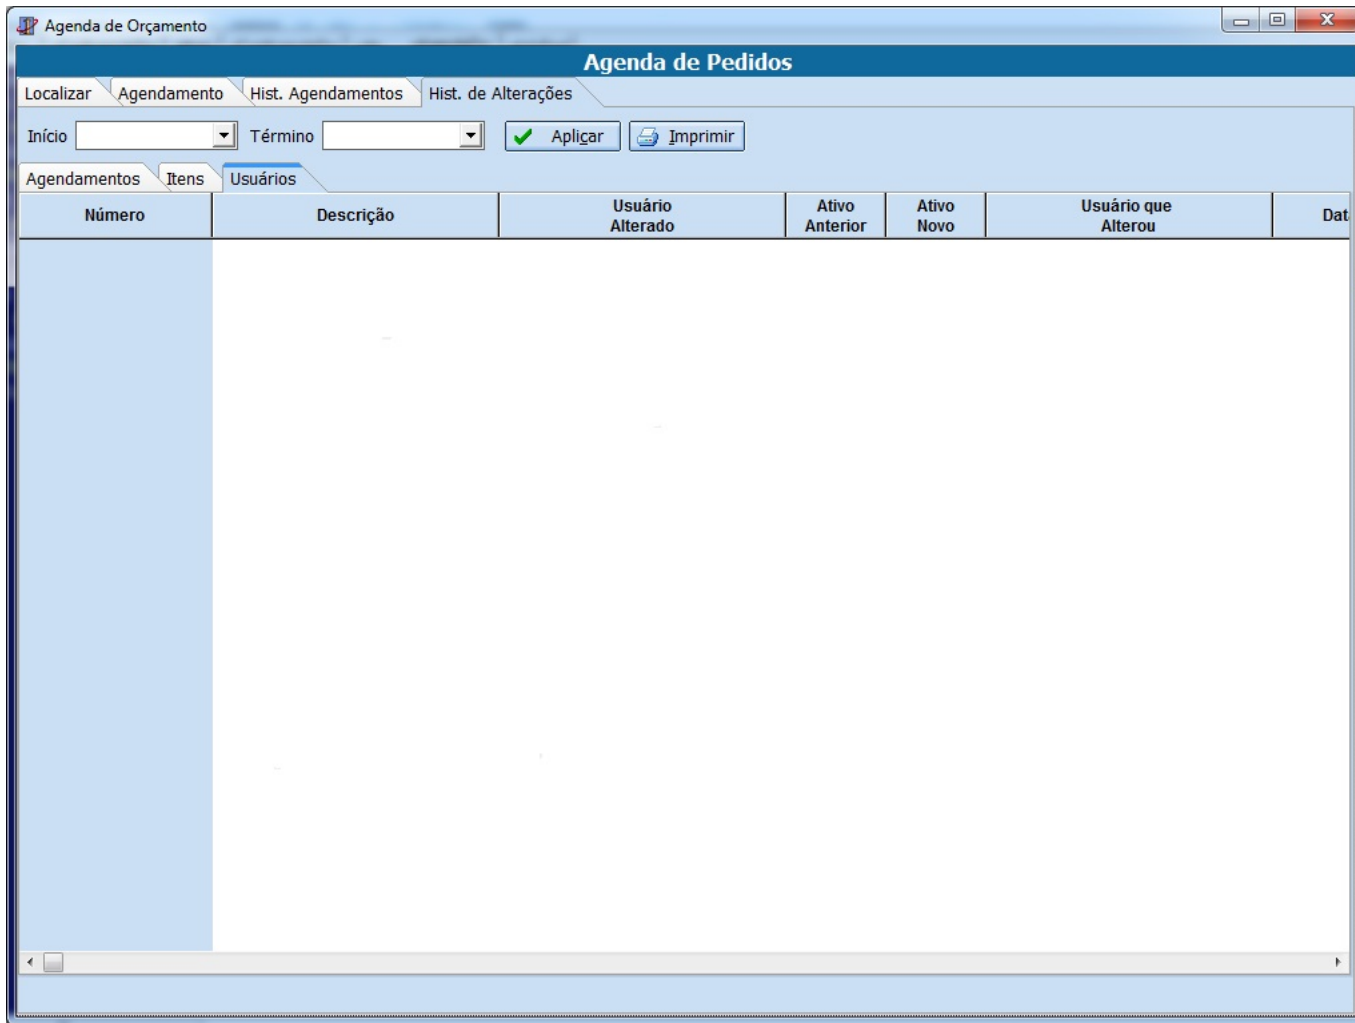 Agenda de Orçamento
Agenda de Pedidos
Localizar Agendamento Hist. Agendamentos Hist. de Alterações
Início Término Aplicar Imprimir
Agendamentos Itens Usuários
Número Descrição Usuário Alterado Ativo Anterior Ativo Novo Usuário que Alterou Dat